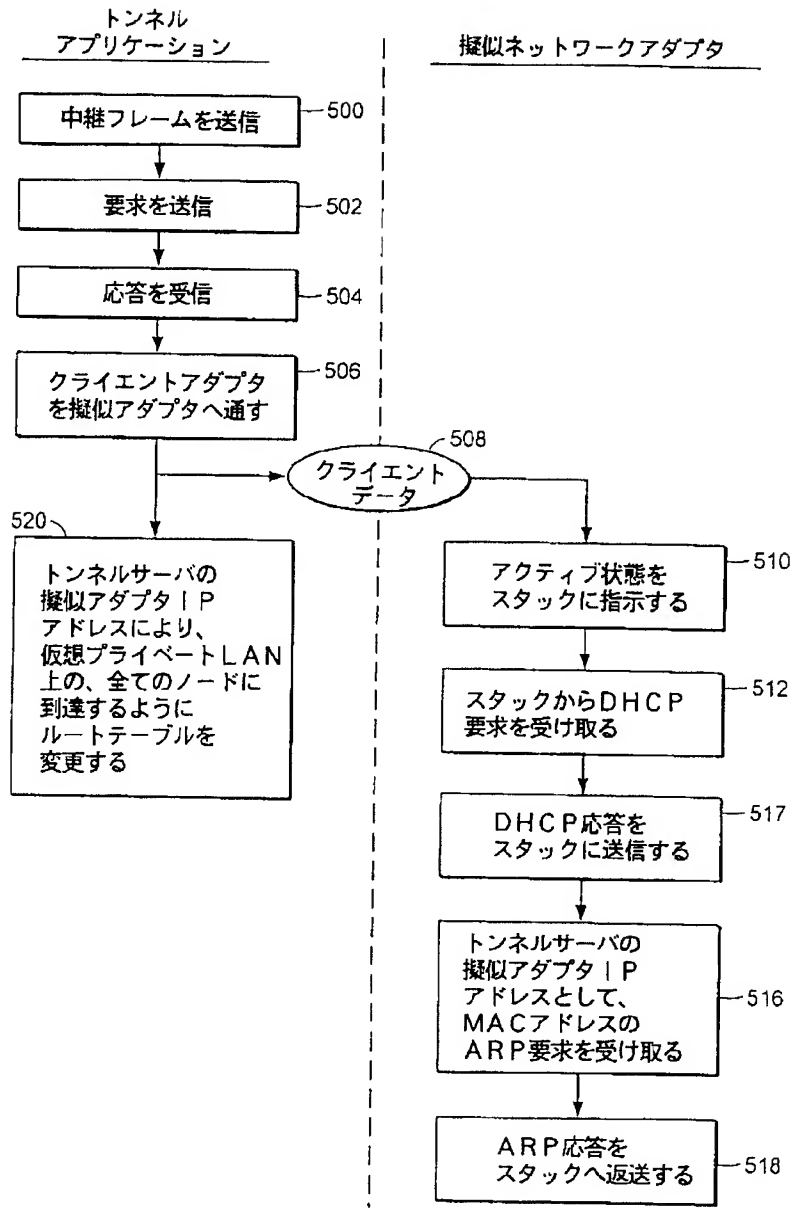 トンネル
アプリケーション
擬似ネットワークアダプタ
中継フレームを送信
500
要求を送信
502
応答を受信
504
クライエントアダプタ
を擬似アダプタへ通す
506
クライエント
データ
508
520
トンネルサーバの
擬似アダプタIP
アドレスにより、
仮想プライベートLAN
上の、全てのノードに
到達するように
ルートテーブルを
変更する
アクティブ状態を
スタックに指示する
510
スタックからDHCP
要求を受け取る
512
DHCP応答を
スタックに送信する
517
トンネルサーバの
擬似アダプタIP
アドレスとして、
MACアドレスの
ARP要求を受け取る
516
ARP応答を
スタックへ返送する
518